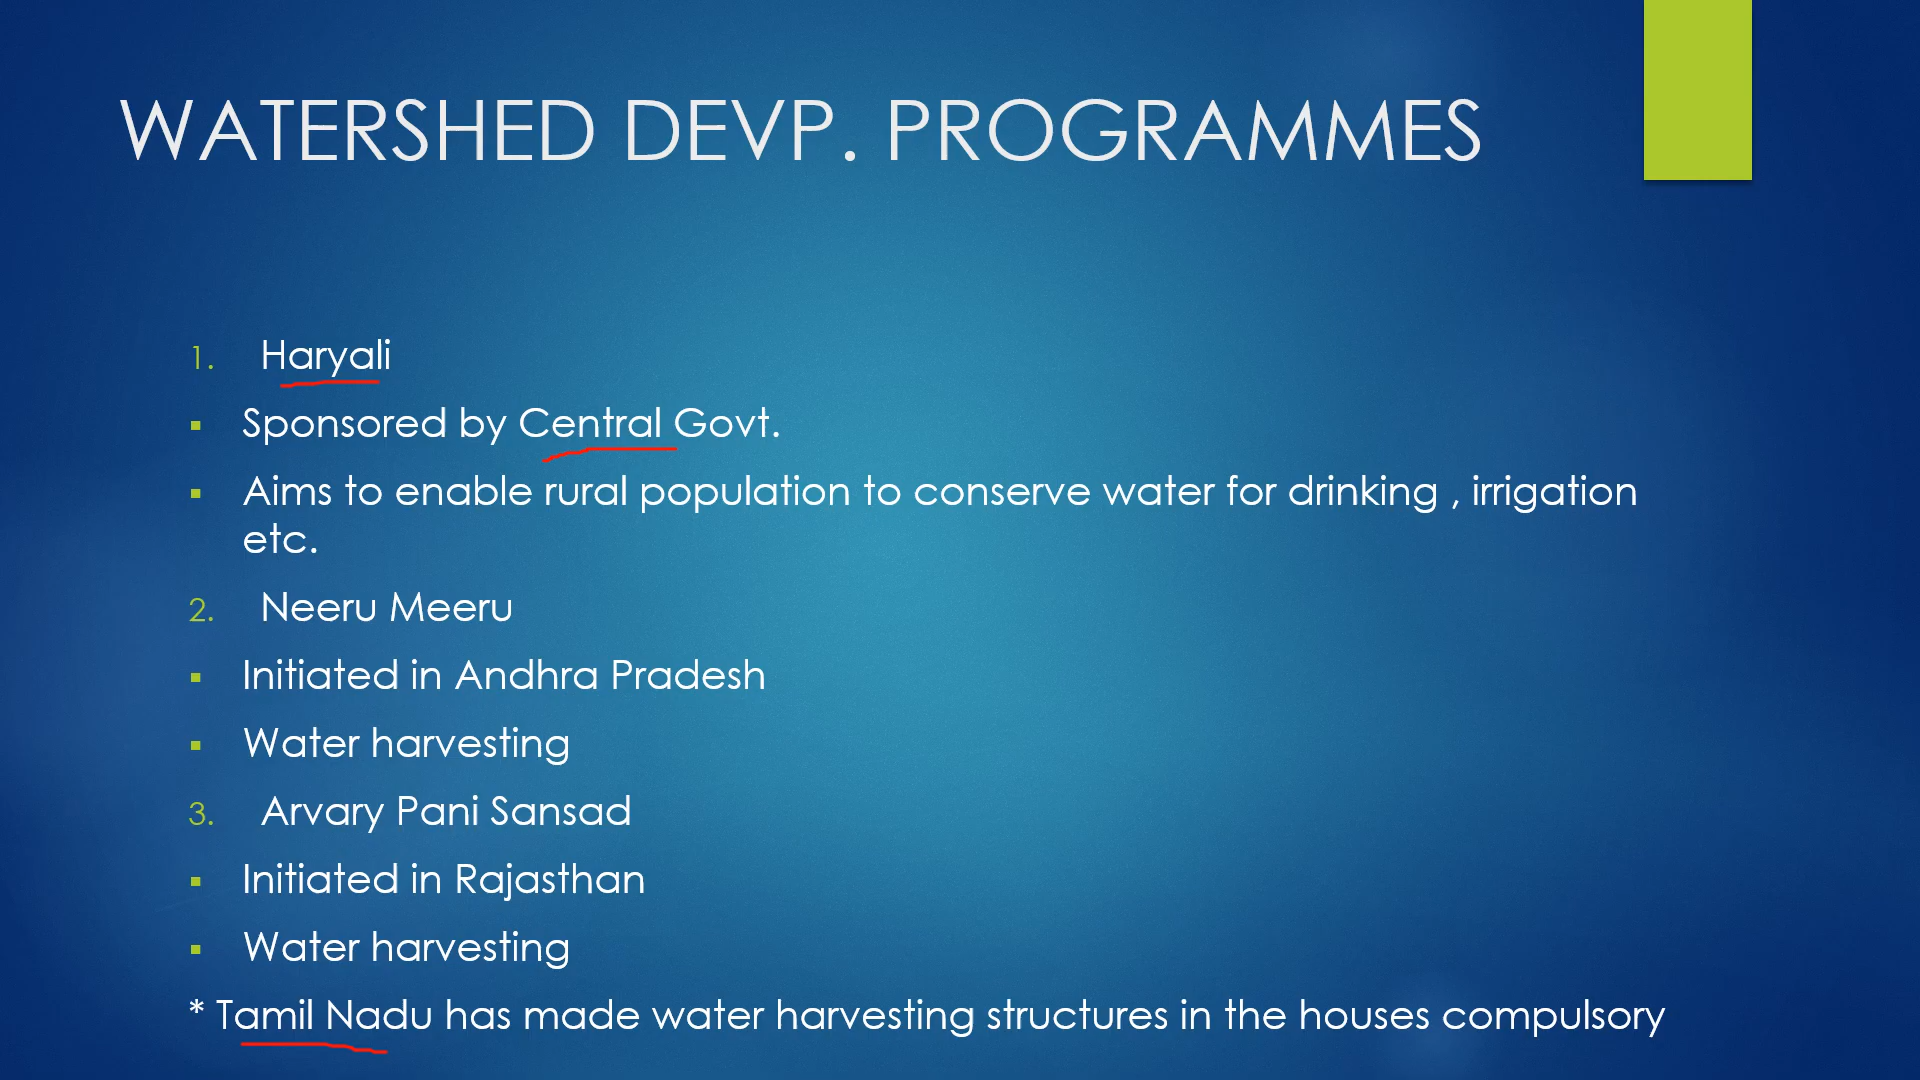 WATERSHED DEVP. PROGRAMMES
1. Haryali
▪ Sponsored by Central Govt.
▪ Aims to enable rural population to conserve water for drinking , irrigation
etc.
2. Neeru Meeru
▪ Initiated in Andhra Pradesh
▪ Water harvesting
3. Arvary Pani Sansad
▪ Initiated in Rajasthan
▪ Water harvesting
* Tamil Nadu has made water harvesting structures in the houses compulsory